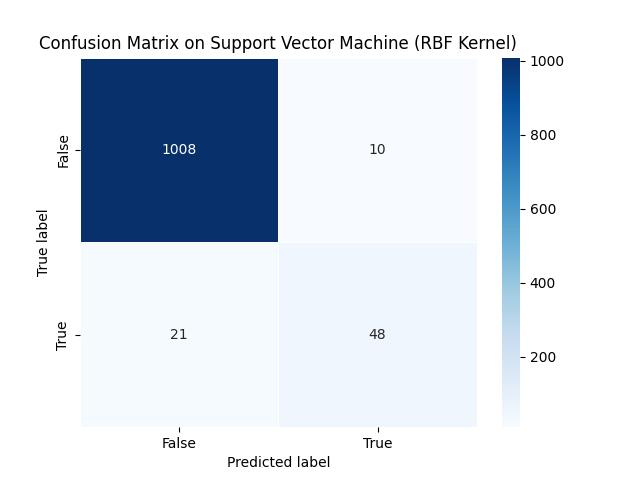 Confusion Matrix on Support Vector Machine (RBF Kernel)
True label
False
1008
10
True
21
48
False
True
Predicted label
1000
800
600
400
200